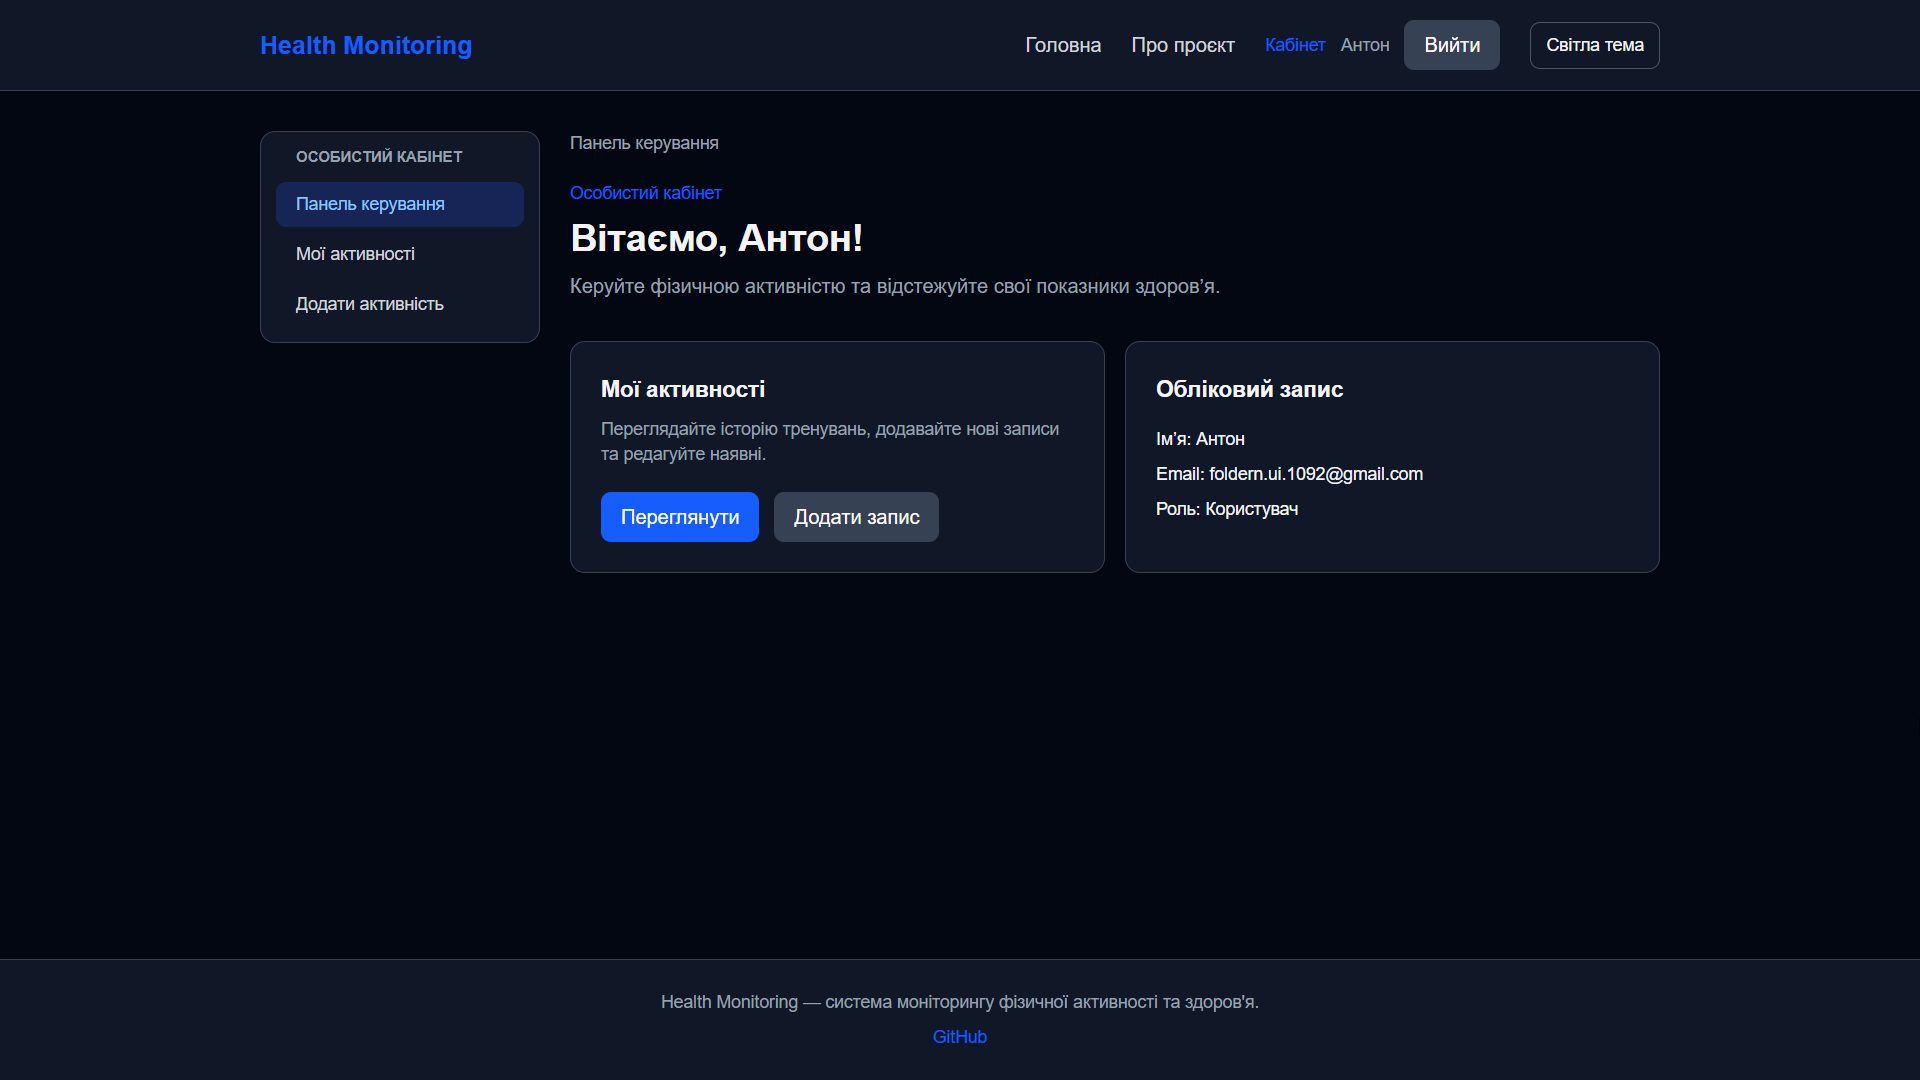 Health Monitoring
Головна
Про проєкт
Кабінет
Антон
Вийти
Світла тема
ОСОБИСТИЙ КАБІНЕТ
Панель керування
Мої активності
Додати активність
Панель керування
Особистий кабінет
Вітаємо, Антон!
Керуйте фізичною активністю та відстежуйте свої показники здоров’я.
Мої активності
Переглядайте історію тренувань, додавайте нові записи
та редагуйте наявні.
Переглянути
Додати запис
Обліковий запис
Ім’я: Антон
Email: foldern.ui.1092@gmail.com
Роль: Користувач
Health Monitoring — система моніторингу фізичної активності та здоров'я.
GitHub